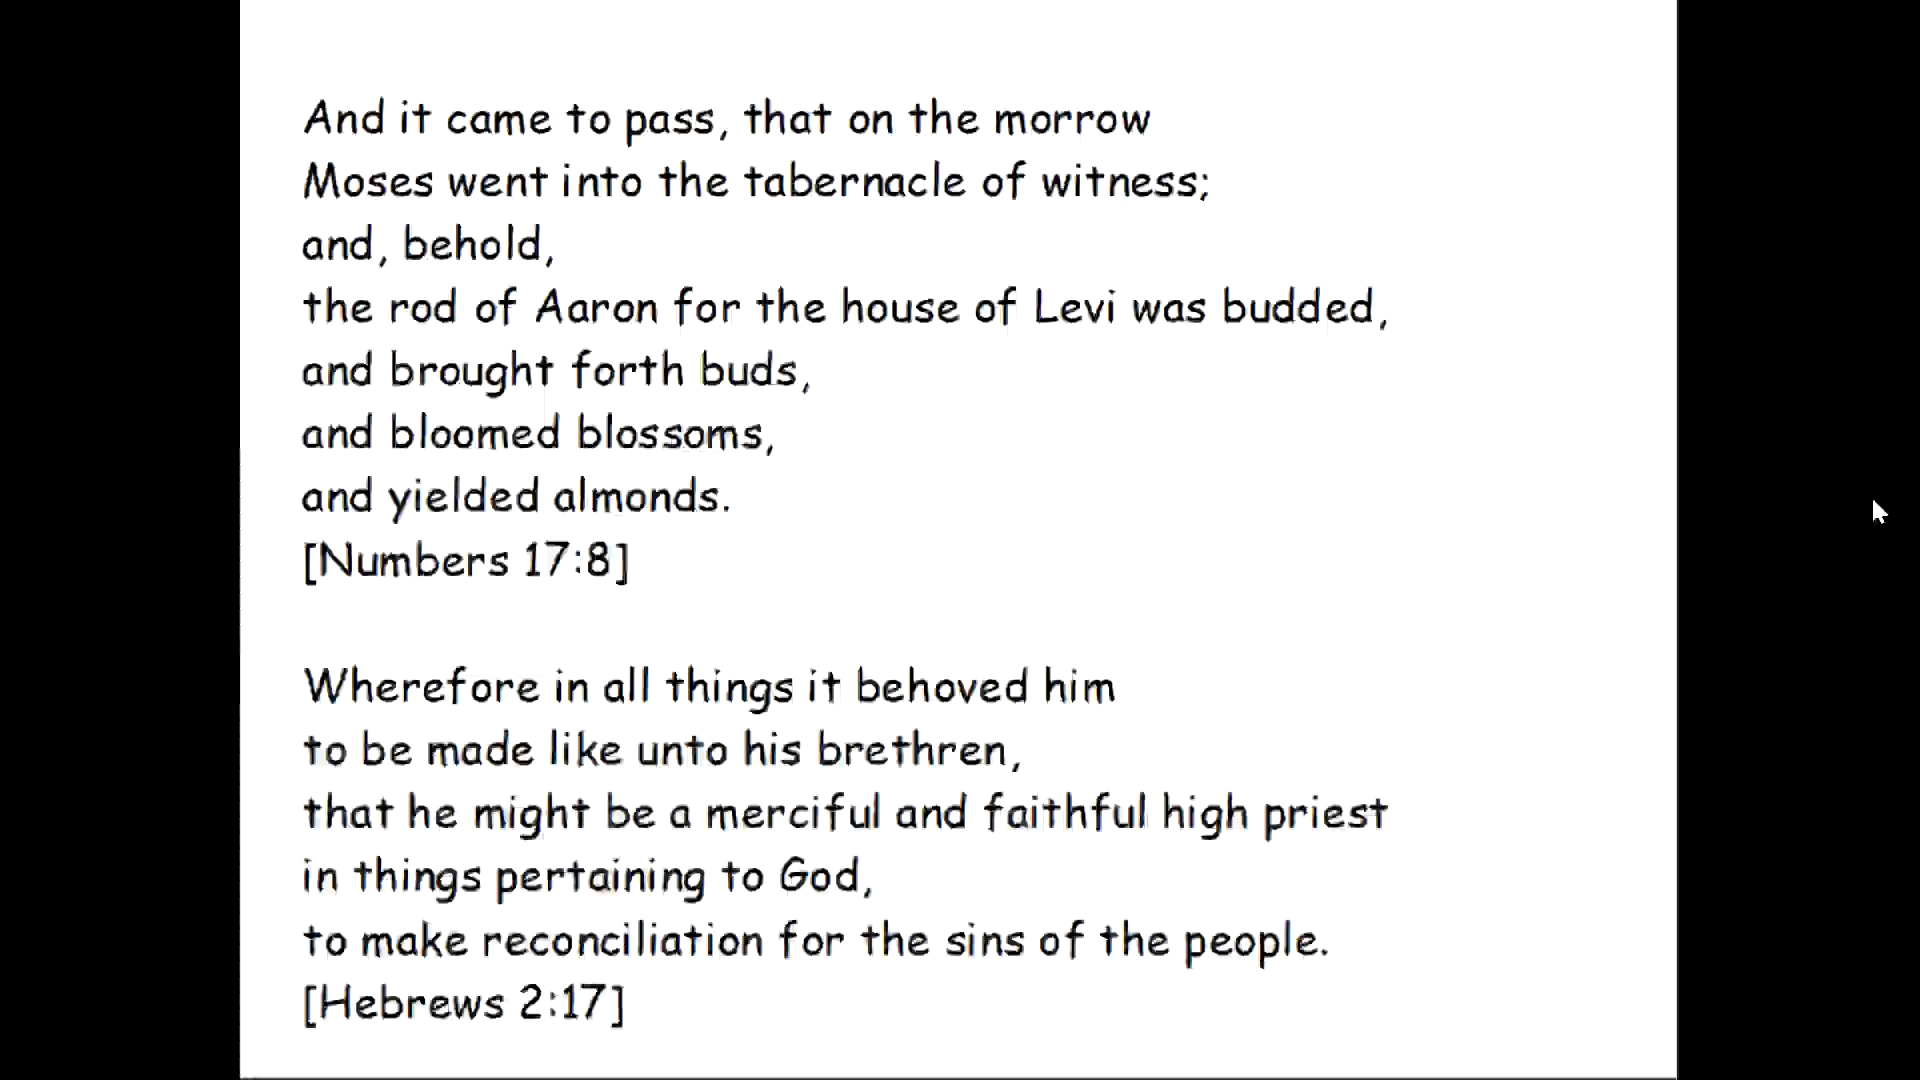 And it came to pass, that on the morrow
Moses went into the tabernacle of witness;
and, behold,
the rod of Aaron for the house of Levi was budded,
and brought forth buds,
and bloomed blossoms,
and yielded almonds.
[Numbers 17:8]
Wherefore in all things it behoved him
to be made like unto his brethren,
that he might be a merciful and faithful high priest
in things pertaining to God,
to make reconciliation for the sins of the people.
[Hebrews 2:17]